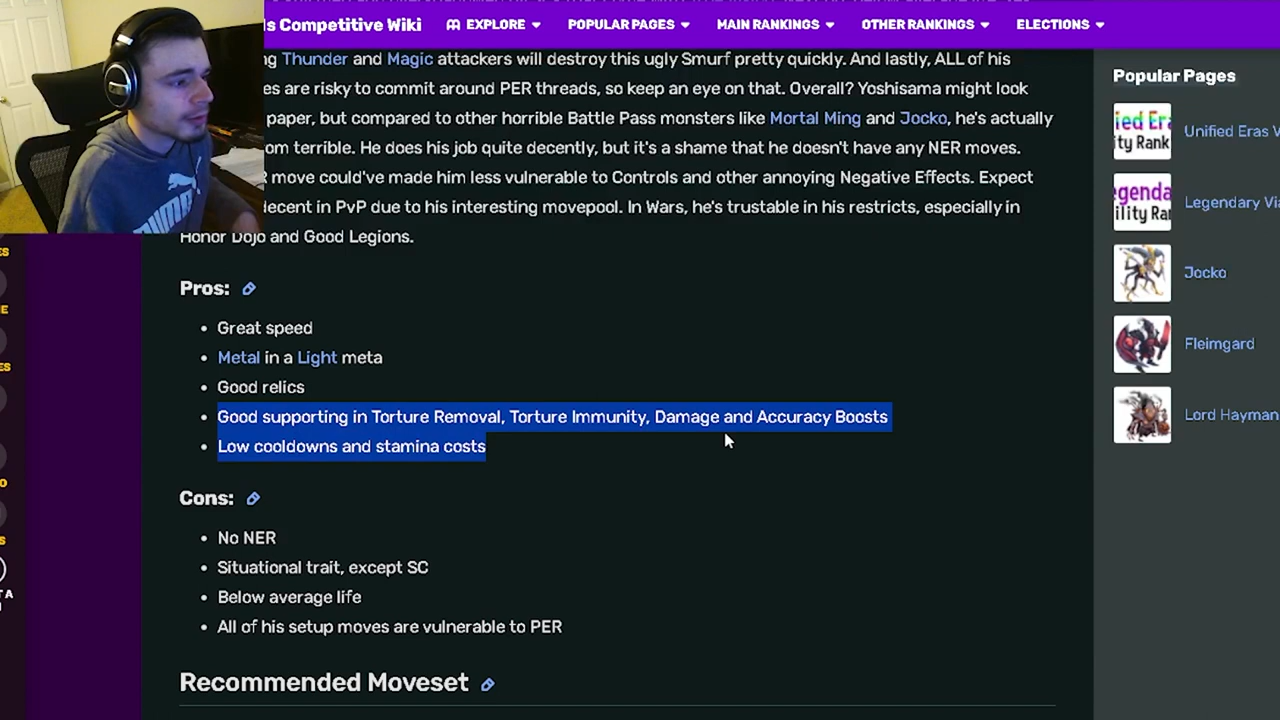 s Competitive Wiki
EXPLORE
POPULAR PAGES
MAIN RANKINGS
OTHER RANKINGS
ELECTIONS
Thunder and Magic attackers will destroy this ugly Smurf pretty quickly. And lastly, ALL of his
are risky to commit around PER threads, so keep an eye on that. Overall? Yoshisama might look
paper, but compared to other horrible Battle Pass monsters like Mortal Ming and Jocko, he's actually
terrible. He does his job quite decently, but it's a shame that he doesn't have any NER moves.
move could've made him less vulnerable to Controls and other annoying Negative Effects. Expect
decent in PvP due to his interesting movepool. In Wars, he's trustable in his restricts, especially in
Honor Dojo and Good Legions.
Pros:
• Great speed
• Metal in a Light meta
• Good relics
• Good supporting in Torture Removal, Torture Immunity, Damage and Accuracy Boosts
• Low cooldowns and stamina costs
Cons:
• No NER
• Situational trait, except SC
• Below average life
• All of his setup moves are vulnerable to PER
Recommended Moveset
Popular Pages
Unified Eras V
Legendary Via
Jocko
Fleimgard
Lord Hayman